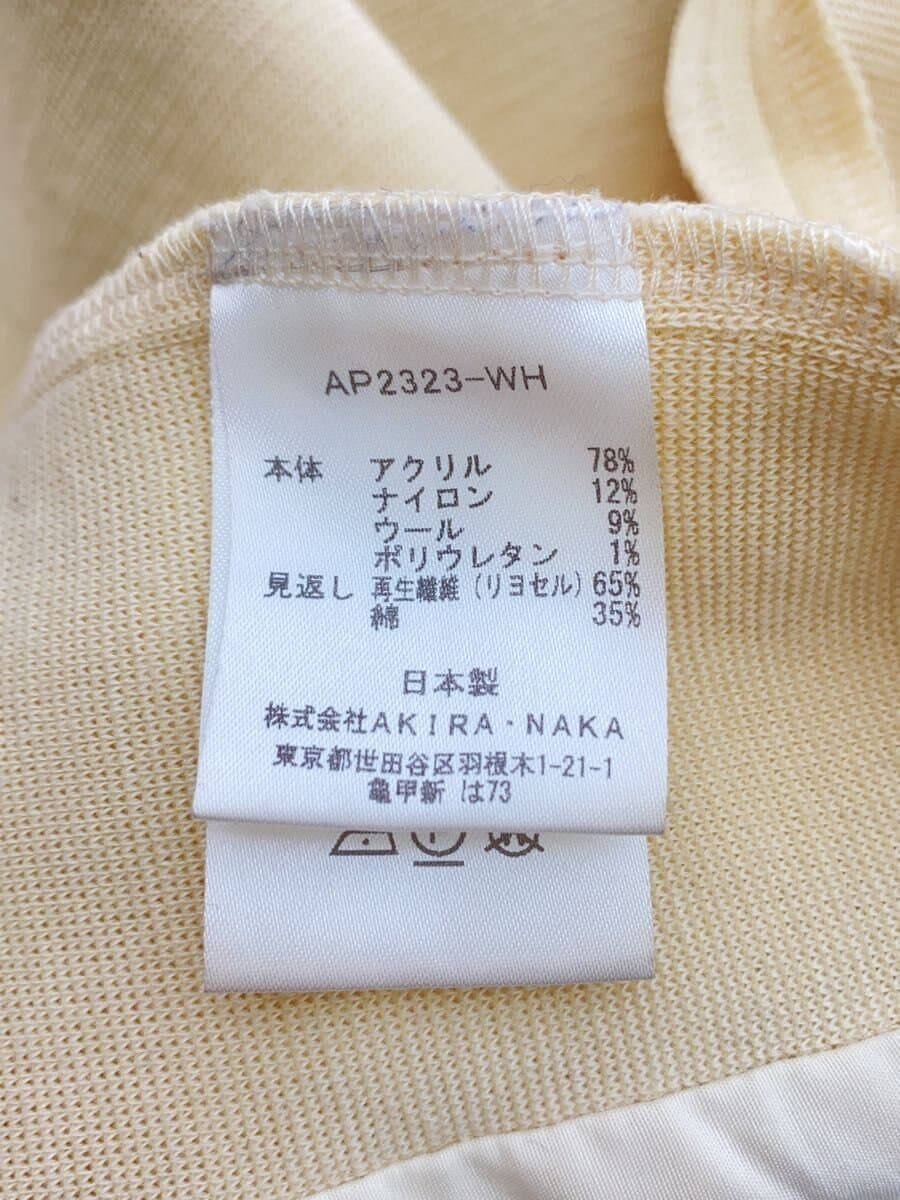 AP2323-WH
本体 アクリル 78%
ナイロン 12%
ウール 9%
ポリウレタン 1%
見返し 再生繊維(リヨセル) 65%
綿 35%
日本製
株式会社AKIRA・NAKA
東京都世田谷区羽根木1-21-1
亀甲新 は73